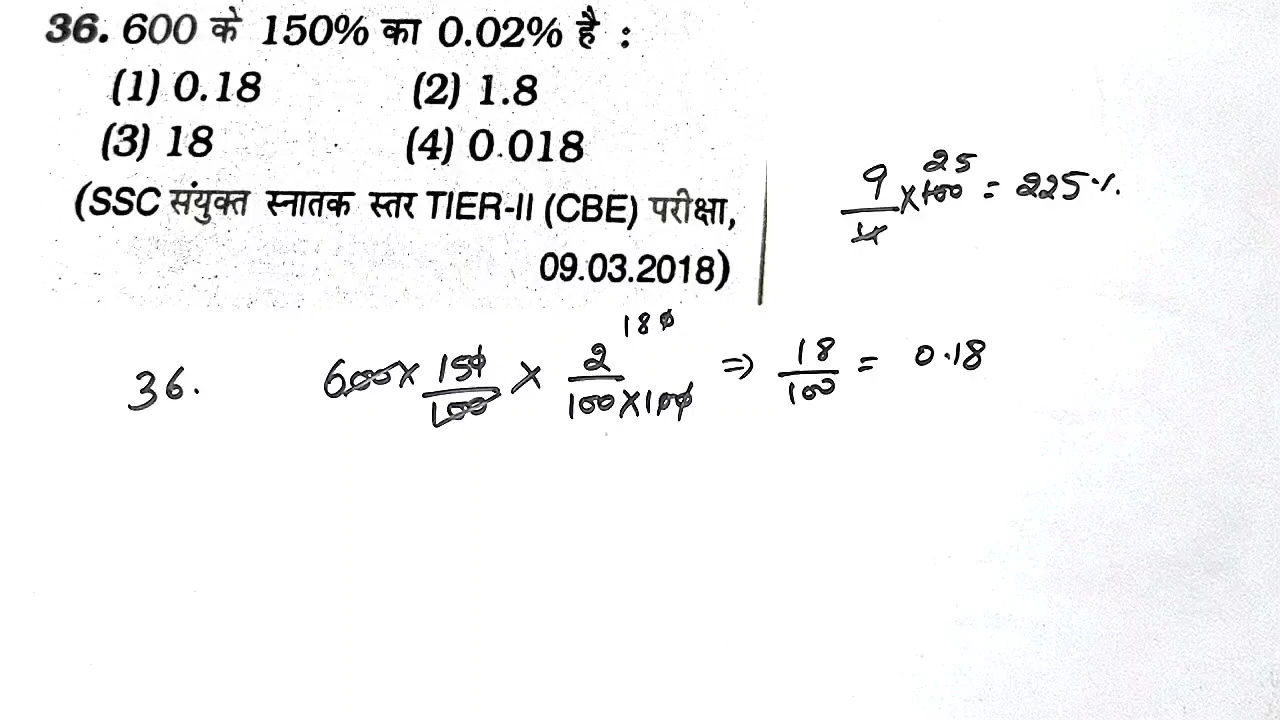 36. 600 के 150% का 0.02% है :
(1) 0.18 (2) 1.8
(3) 18 (4) 0.018
(SSC संयुक्त स्नातक स्तर TIER-II (CBE) परीक्षा,
09.03.2018)
9/4 × 100 25 = 225%.
36. 600 × 150/100 × 2/100×100 180 ⇒ 18/100 = 0.18